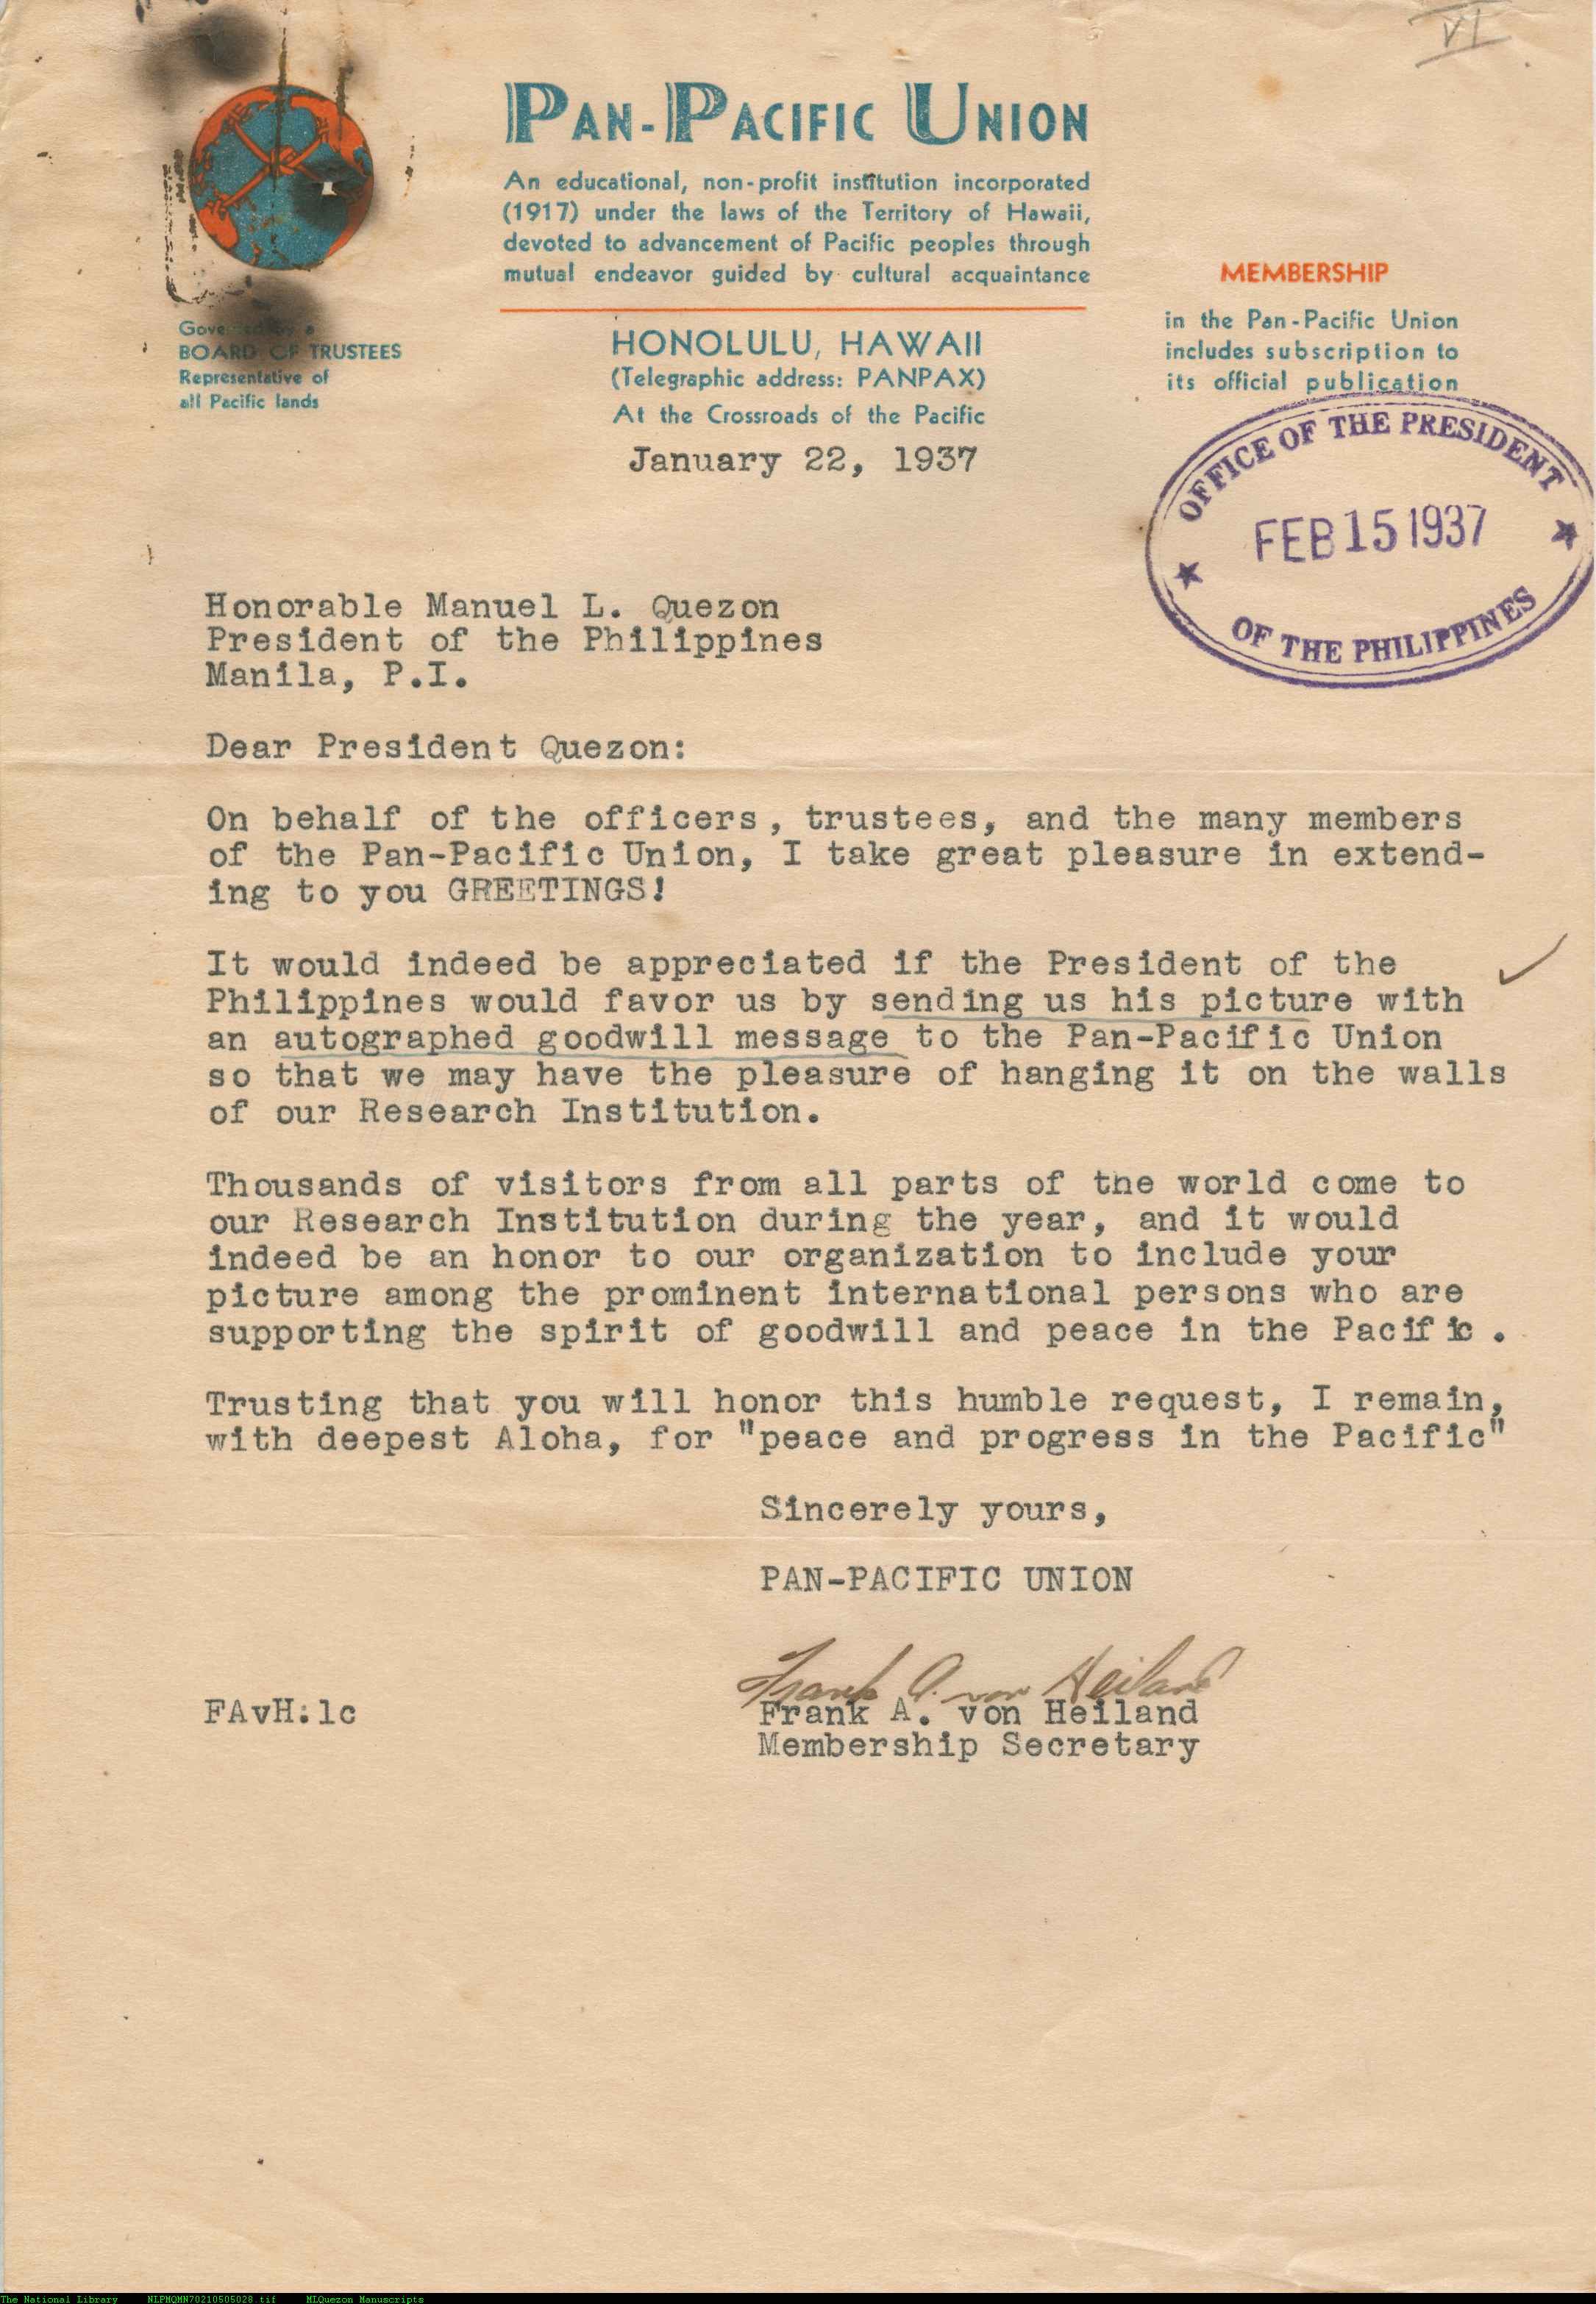 VI
PAN-PACIFIC UNION
An educational, non-profit institution incorporated
(1917) under the laws of the Territory of Hawaii,
devoted to advancement of Pacific peoples through
mutual endeavor guided by cultural acquaintance
Governed by a
BOARD OF TRUSTEES
Representative of
all Pacific lands
HONOLULU, HAWAII
(Telegraphic address: PANPAX)
At the Crossroads of the Pacific
MEMBERSHIP
in the Pan-Pacific Union
includes subscription to
its official publication
January 22, 1937
OFFICE OF THE PRESIDENT
FEB 15 1937
OF THE PHILIPPINES
Honorable Manuel L. Quezon
President of the Philippines
Manila, P.I.
Dear President Quezon:
On behalf of the officers, trustees, and the many members
of the Pan-Pacific Union, I take great pleasure in extend-
ing to you GREETINGS!
It would indeed be appreciated if the President of the
Philippines would favor us by sending us his picture with
an autographed goodwill message to the Pan-Pacific Union
so that we may have the pleasure of hanging it on the walls
of our Research Institution.
Thousands of visitors from all parts of the world come to
our Research Institution during the year, and it would
indeed be an honor to our organization to include your
picture among the prominent international persons who are
supporting the spirit of goodwill and peace in the Pacific.
Trusting that you will honor this humble request, I remain,
with deepest Aloha, for "peace and progress in the Pacific"
Sincerely yours,
PAN-PACIFIC UNION
Frank A. von Heiland
FAvH:lc
Frank A. von Heiland
Membership Secretary
The National Library NLPMQMN70210505028.tif MLQuezon Manuscripts